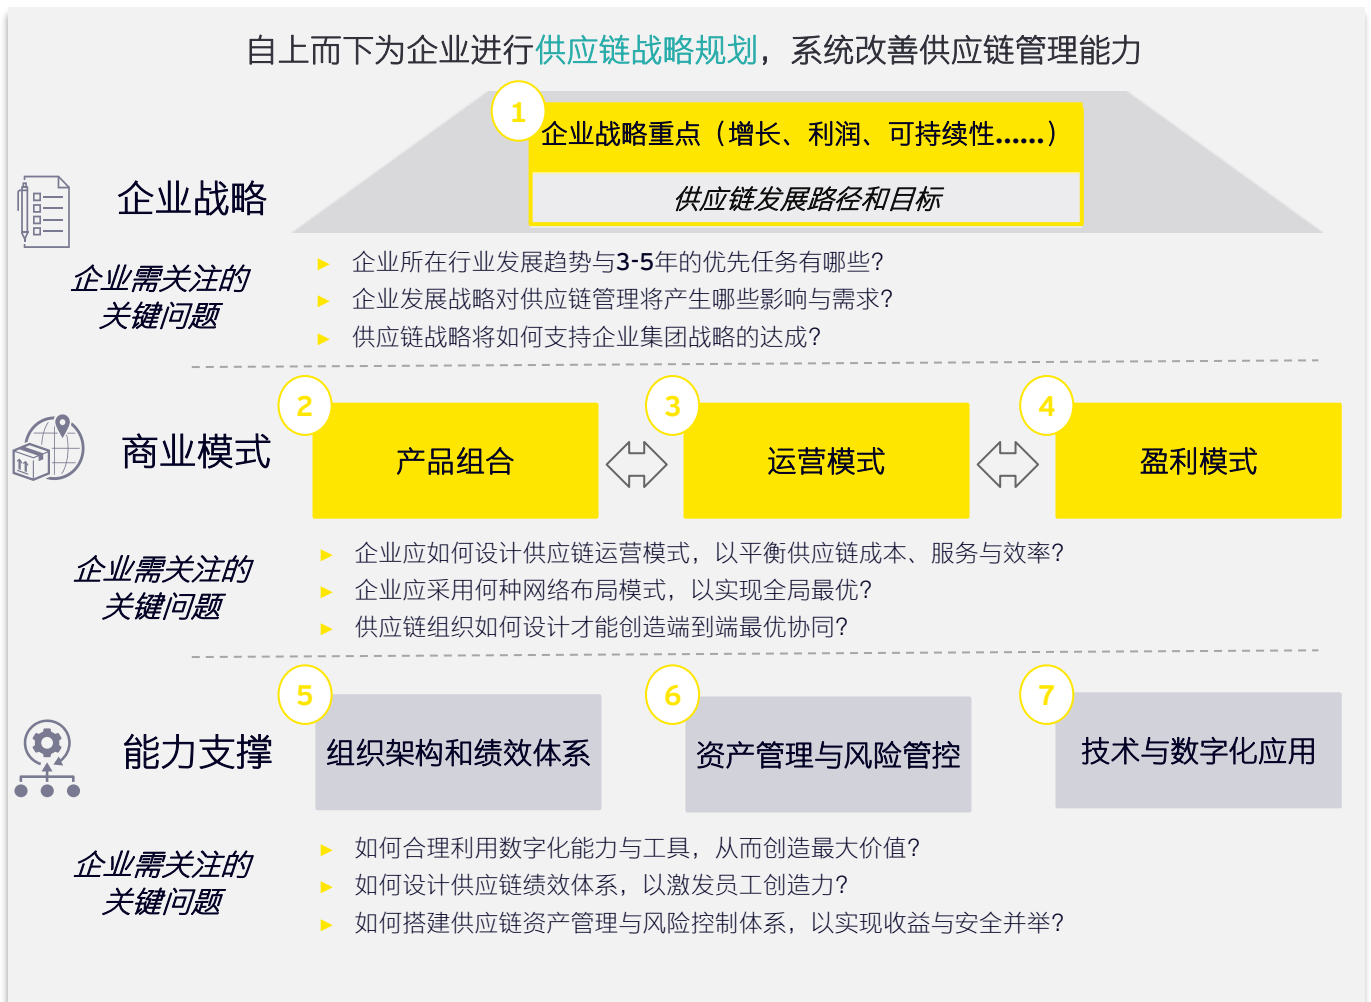 自上而下为企业进行供应链战略规划，系统改善供应链管理能力
1
企业战略重点（增长、利润、可持续性……）
供应链发展路径和目标
企业战略
企业需关注的
关键问题
► 企业所在行业发展趋势与3-5年的优先任务有哪些?
► 企业发展战略对供应链管理将产生哪些影响与需求?
► 供应链战略将如何支持企业集团战略的达成?
商业模式
2
产品组合
3
运营模式
4
盈利模式
企业需关注的
关键问题
► 企业应如何设计供应链运营模式，以平衡供应链成本、服务与效率?
► 企业应采用何种网络布局模式，以实现全局最优?
► 供应链组织如何设计才能创造端到端最优协同?
能力支撑
5
组织架构和绩效体系
6
资产管理与风险管控
7
技术与数字化应用
企业需关注的
关键问题
► 如何合理利用数字化能力与工具，从而创造最大价值?
► 如何设计供应链绩效体系，以激发员工创造力?
► 如何搭建供应链资产管理与风险控制体系，以实现收益与安全并举?